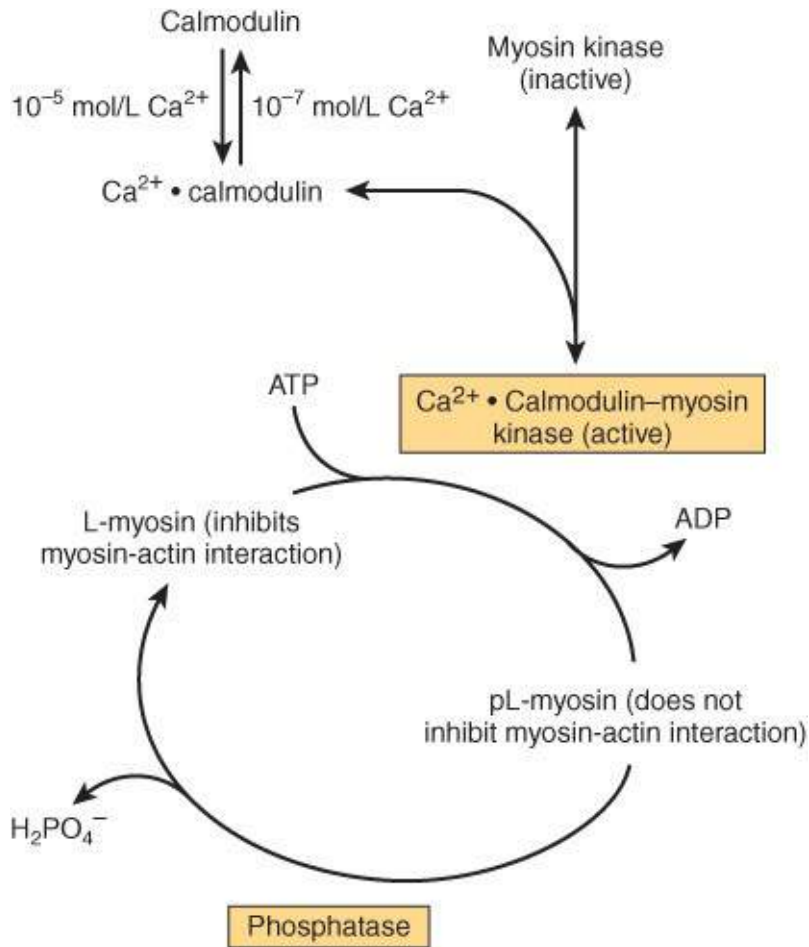 Calmodulin
Myosin kinase
(inactive)
10⁻⁵ mol/L Ca²⁺
10⁻⁷ mol/L Ca²⁺
Ca²⁺ • calmodulin
ATP
Ca²⁺ • Calmodulin–myosin
kinase (active)
L-myosin (inhibits
myosin-actin interaction)
ADP
pL-myosin (does not
inhibit myosin-actin interaction)
H₂PO₄⁻
Phosphatase